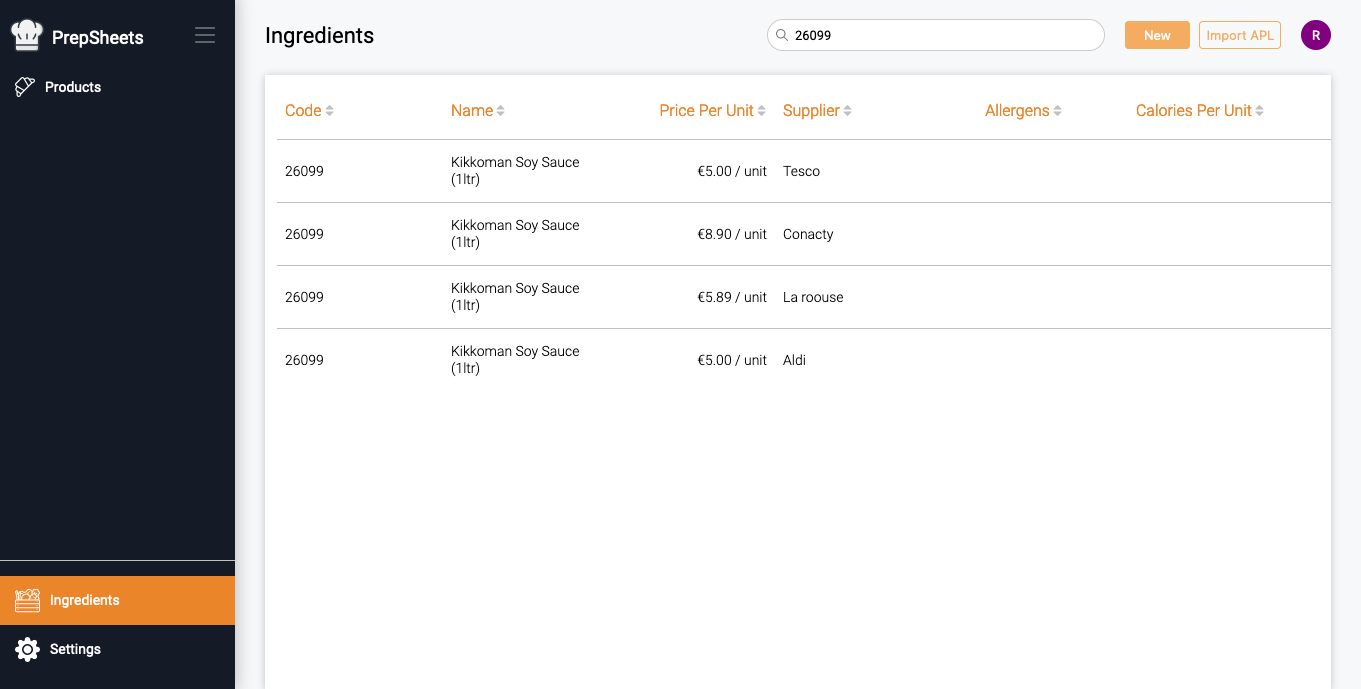 PrepSheets
Products
Ingredients
Settings
Ingredients
26099
New
Import APL
R
Code Name Price Per Unit Supplier Allergens Calories Per Unit
26099 Kikkoman Soy Sauce (1ltr) €5.00 / unit Tesco
26099 Kikkoman Soy Sauce (1ltr) €8.90 / unit Conacty
26099 Kikkoman Soy Sauce (1ltr) €5.89 / unit La roouse
26099 Kikkoman Soy Sauce (1ltr) €5.00 / unit Aldi